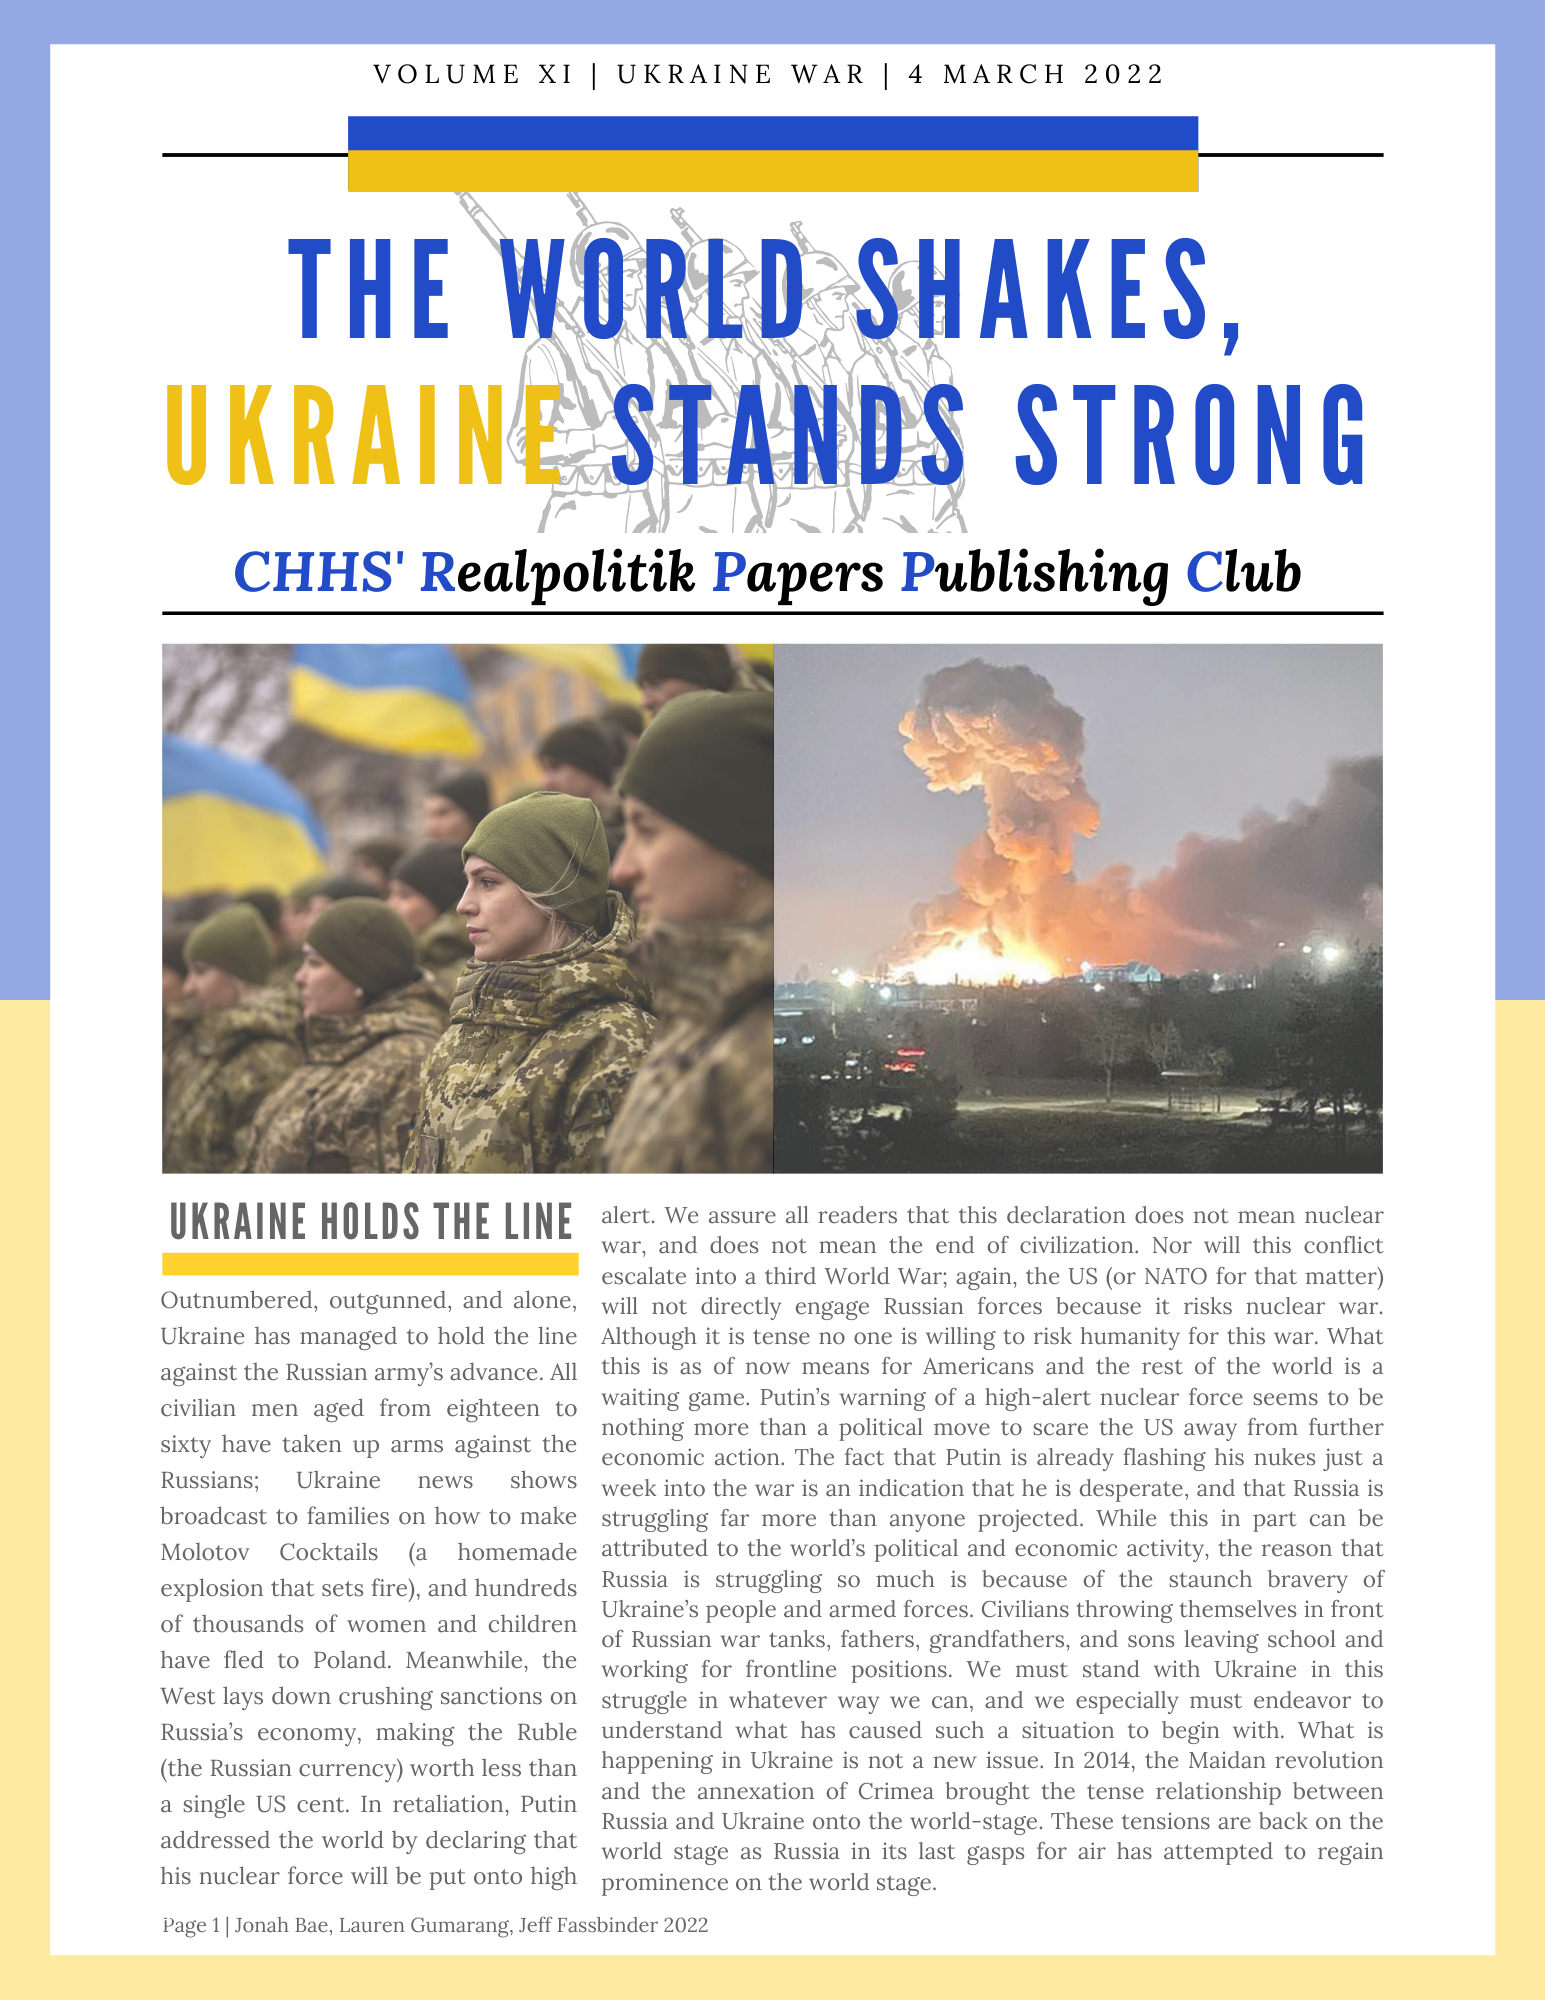 VOLUME XI | UKRAINE WAR | 4 MARCH 2022
THE WORLD SHAKES,
UKRAINE STANDS STRONG
CHHS' Realpolitik Papers Publishing Club
UKRAINE HOLDS THE LINE
Outnumbered, outgunned, and alone,
Ukraine has managed to hold the line
against the Russian army’s advance. All
civilian men aged from eighteen to
sixty have taken up arms against the
Russians; Ukraine news shows
broadcast to families on how to make
Molotov Cocktails (a homemade
explosion that sets fire), and hundreds
of thousands of women and children
have fled to Poland. Meanwhile, the
West lays down crushing sanctions on
Russia’s economy, making the Ruble
(the Russian currency) worth less than
a single US cent. In retaliation, Putin
addressed the world by declaring that
his nuclear force will be put onto high
alert. We assure all readers that this declaration does not mean nuclear
war, and does not mean the end of civilization. Nor will this conflict
escalate into a third World War; again, the US (or NATO for that matter)
will not directly engage Russian forces because it risks nuclear war.
Although it is tense no one is willing to risk humanity for this war. What
this is as of now means for Americans and the rest of the world is a
waiting game. Putin’s warning of a high-alert nuclear force seems to be
nothing more than a political move to scare the US away from further
economic action. The fact that Putin is already flashing his nukes just a
week into the war is an indication that he is desperate, and that Russia is
struggling far more than anyone projected. While this in part can be
attributed to the world’s political and economic activity, the reason that
Russia is struggling so much is because of the staunch bravery of
Ukraine’s people and armed forces. Civilians throwing themselves in front
of Russian war tanks, fathers, grandfathers, and sons leaving school and
working for frontline positions. We must stand with Ukraine in this
struggle in whatever way we can, and we especially must endeavor to
understand what has caused such a situation to begin with. What is
happening in Ukraine is not a new issue. In 2014, the Maidan revolution
and the annexation of Crimea brought the tense relationship between
Russia and Ukraine onto the world-stage. These tensions are back on the
world stage as Russia in its last gasps for air has attempted to regain
prominence on the world stage.
Page 1 | Jonah Bae, Lauren Gumarang, Jeff Fassbinder 2022